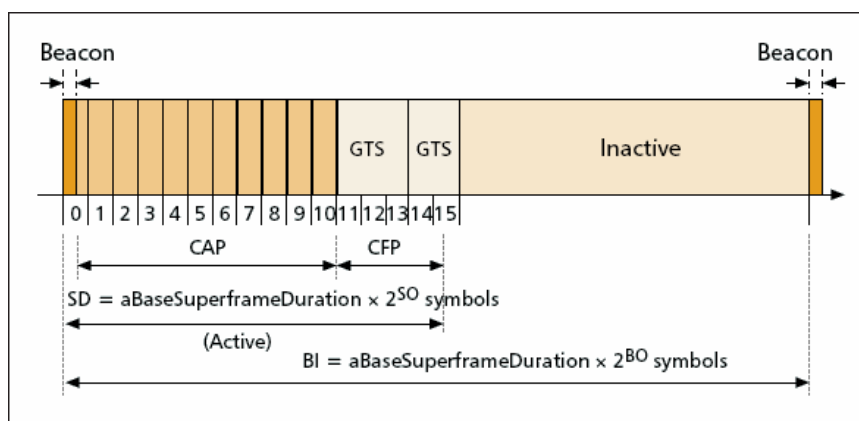 Beacon Beacon
GTS GTS Inactive
0 1 2 3 4 5 6 7 8 9 10 11 12 13 14 15
CAP CFP
SD = aBaseSuperframeDuration × 2^SO symbols
(Active)
BI = aBaseSuperframeDuration × 2^BO symbols